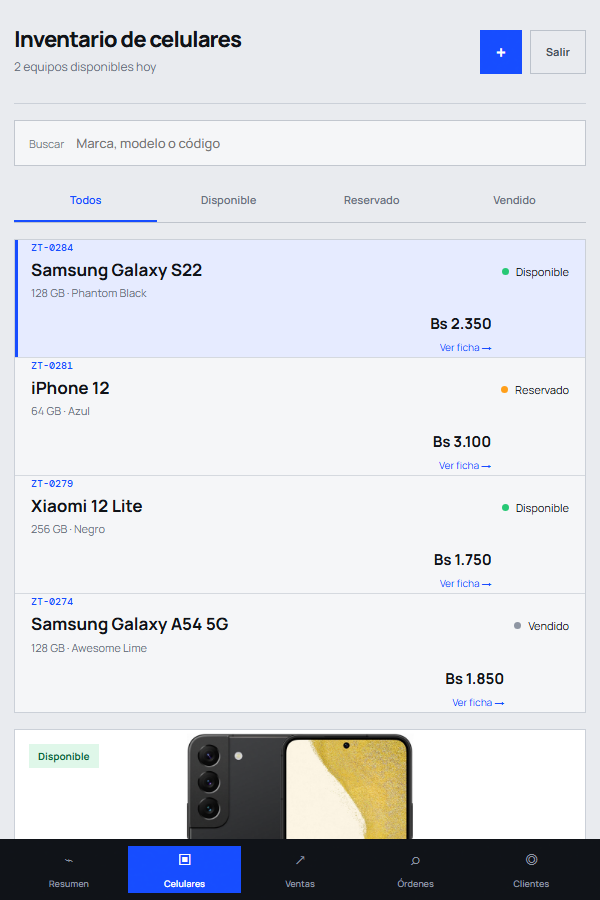 Inventario de celulares
2 equipos disponibles hoy
+
Salir
Buscar Marca, modelo o código
Todos Disponible Reservado Vendido
ZT-0284
Samsung Galaxy S22
Disponible
128 GB · Phantom Black
Bs 2.350
Ver ficha →
ZT-0281
iPhone 12
Reservado
64 GB · Azul
Bs 3.100
Ver ficha →
ZT-0279
Xiaomi 12 Lite
Disponible
256 GB · Negro
Bs 1.750
Ver ficha →
ZT-0274
Samsung Galaxy A54 5G
Vendido
128 GB · Awesome Lime
Bs 1.850
Ver ficha →
Disponible
Resumen Celulares Ventas Órdenes Clientes